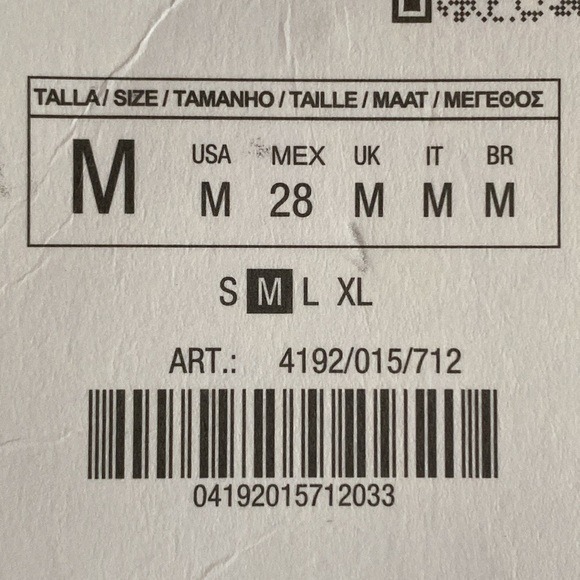 TALLA / SIZE / TAMANHO / TAILLE / MAAT / ΜΕΓΕΘΟΣ
M
USA MEX UK IT BR
M 28 M M M
S M L XL
ART.: 4192/015/712
04192015712033